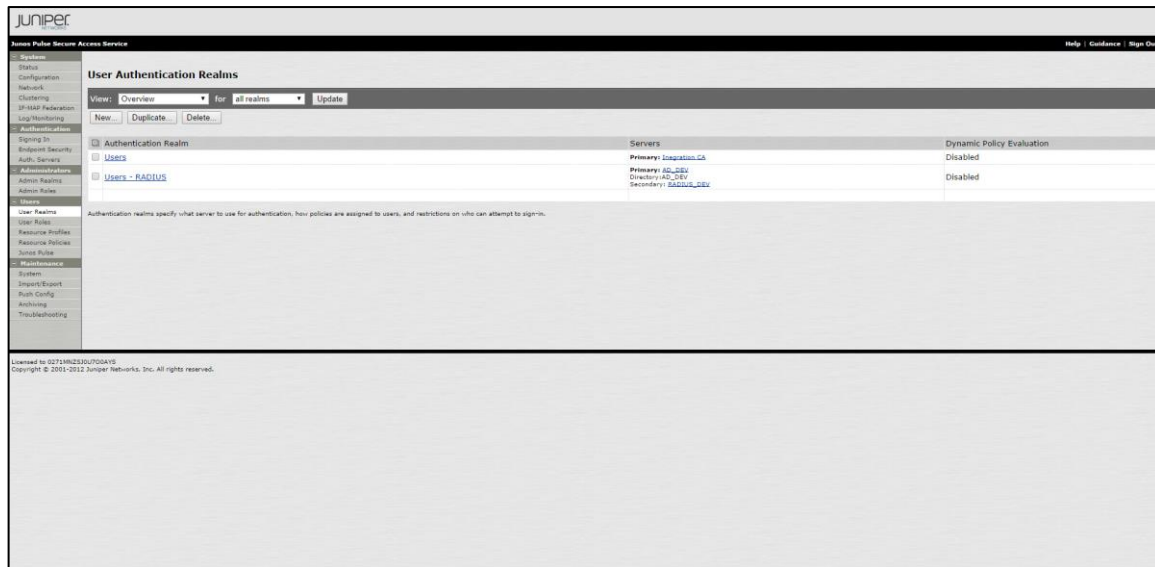 JUNIPER
NETWORKS
Junos Pulse Secure Access Service
Help | Guidance | Sign Ou
System
Status
Configuration
Network
Clustering
IF-MAP Federation
Log/Monitoring
Authentication
Signing In
Endpoint Security
Auth. Servers
Administrators
Admin Realms
Admin Roles
Users
User Realms
User Roles
Resource Profiles
Resource Policies
Junos Pulse
Maintenance
System
Import/Export
Push Config
Archiving
Troubleshooting
User Authentication Realms
View: Overview for all realms Update
New... Duplicate... Delete...
Authentication Realm Servers Dynamic Policy Evaluation
Users Primary: Inegration CA Disabled
Users - RADIUS Primary: AD_DEV Disabled
Directory:AD_DEV
Secondary: RADIUS_DEV
Authentication realms specify what server to use for authentication, how policies are assigned to users, and restrictions on who can attempt to sign-in.
Licensed to
Copyright © 2001-2012 Juniper Networks, Inc. All rights reserved.